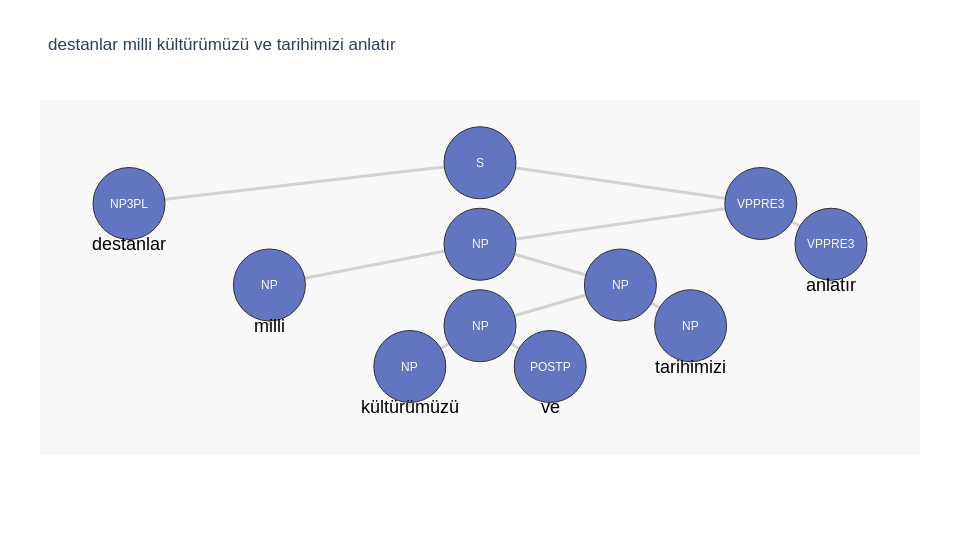 destanlar milli kültürümüzü ve tarihimizi anlatır
S
NP3PL
VPPRE3
destanlar
NP
VPPRE3
NP
NP
anlatır
milli
NP
NP
NP
POSTP
tarihimizi
kültürümüzü
ve